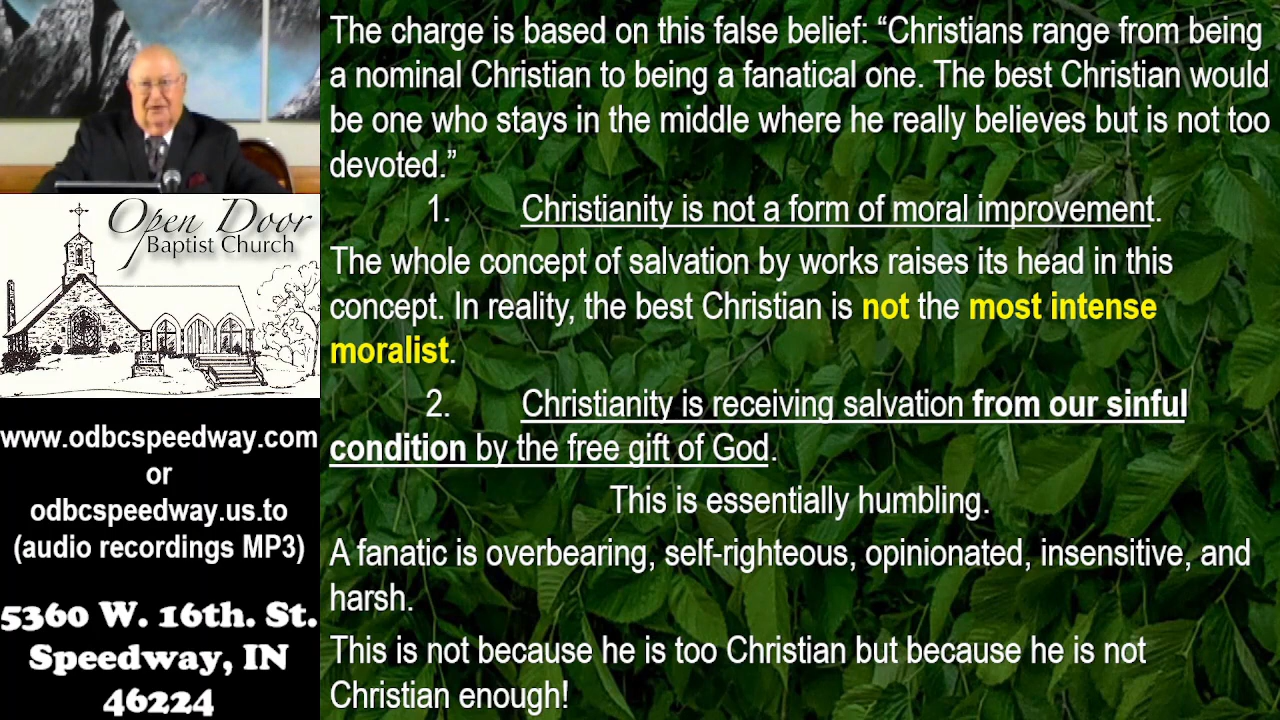 Open Door
Baptist Church
www.odbcspeedway.com
or
odbcspeedway.us.to
(audio recordings MP3)
5360 W. 16th. St.
Speedway, IN
46224
The charge is based on this false belief: “Christians range from being
a nominal Christian to being a fanatical one. The best Christian would
be one who stays in the middle where he really believes but is not too
devoted.”
1. Christianity is not a form of moral improvement.
The whole concept of salvation by works raises its head in this
concept. In reality, the best Christian is not the most intense
moralist.
2. Christianity is receiving salvation from our sinful
condition by the free gift of God.
This is essentially humbling.
A fanatic is overbearing, self-righteous, opinionated, insensitive, and
harsh.
This is not because he is too Christian but because he is not
Christian enough!